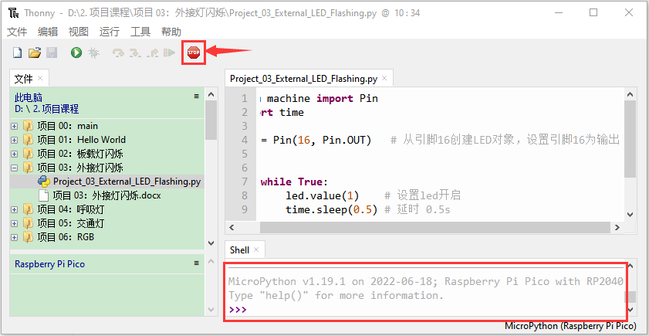 Thonny - D:\2. 项目课程\项目 03：外接灯闪烁\Project_03_External_LED_Flashing.py @ 10 : 34
文件 编辑 视图 运行 工具 帮助
STOP
文件
此电脑
D: \ 2. 项目课程
项目 00：main
项目 01：Hello World
项目 02：板载灯闪烁
项目 03：外接灯闪烁
Project_03_External_LED_Flashing.py
项目 03：外接灯闪烁.docx
项目 04：呼吸灯
项目 05：交通灯
项目 06：RGB
Raspberry Pi Pico
Project_03_External_LED_Flashing.py
1 machine import Pin
2 rt time
3
4 = Pin(16, Pin.OUT) # 从引脚16创建LED对象，设置引脚16为输出
5
6
7 while True:
8 led.value(1) # 设置led开启
9 time.sleep(0.5) # 延时 0.5s
Shell
MicroPython v1.19.1 on 2022-06-18; Raspberry Pi Pico with RP2040
Type "help()" for more information.
>>>
MicroPython (Raspberry Pi Pico)